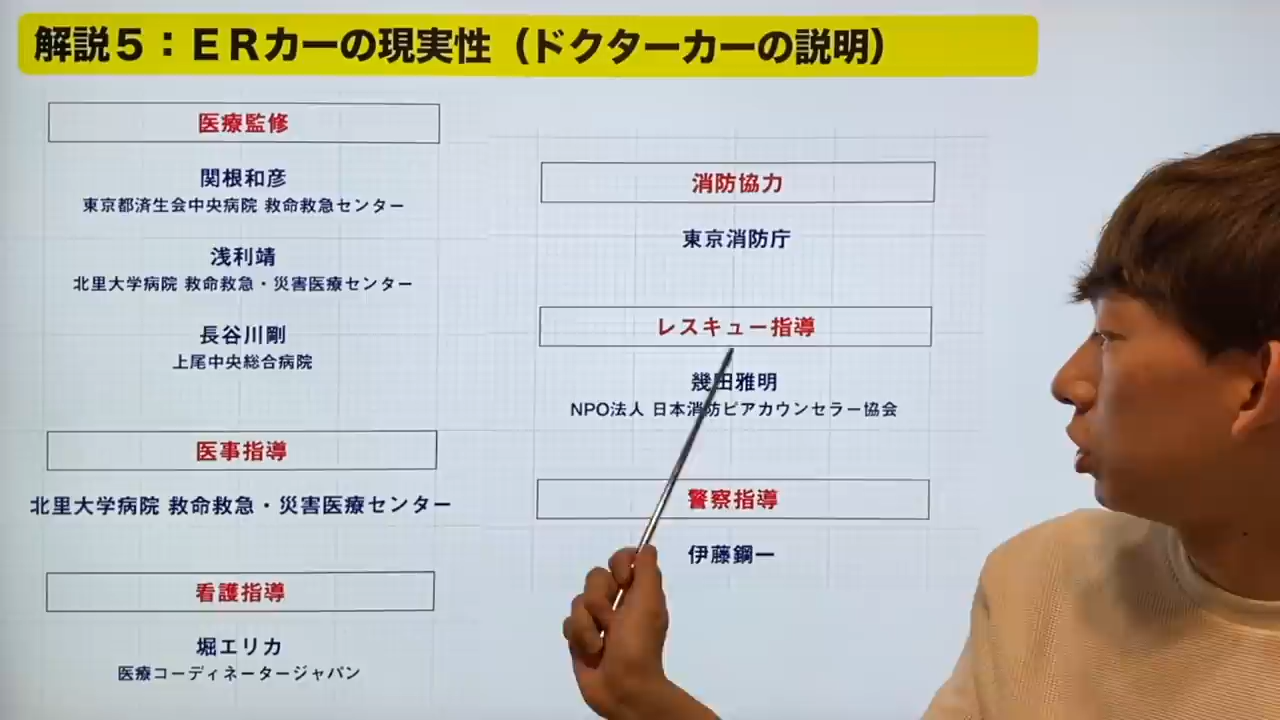 解説5:ERカーの現実性(ドクターカーの説明)
医療監修
関根和彦
東京都済生会中央病院 救命救急センター
浅利靖
北里大学病院 救命救急・災害医療センター
長谷川剛
上尾中央総合病院
医事指導
北里大学病院 救命救急・災害医療センター
看護指導
堀エリカ
医療コーディネータージャパン
消防協力
東京消防庁
レスキュー指導
幾田雅明
NPO法人 日本消防ピアカウンセラー協会
警察指導
伊藤鋼一